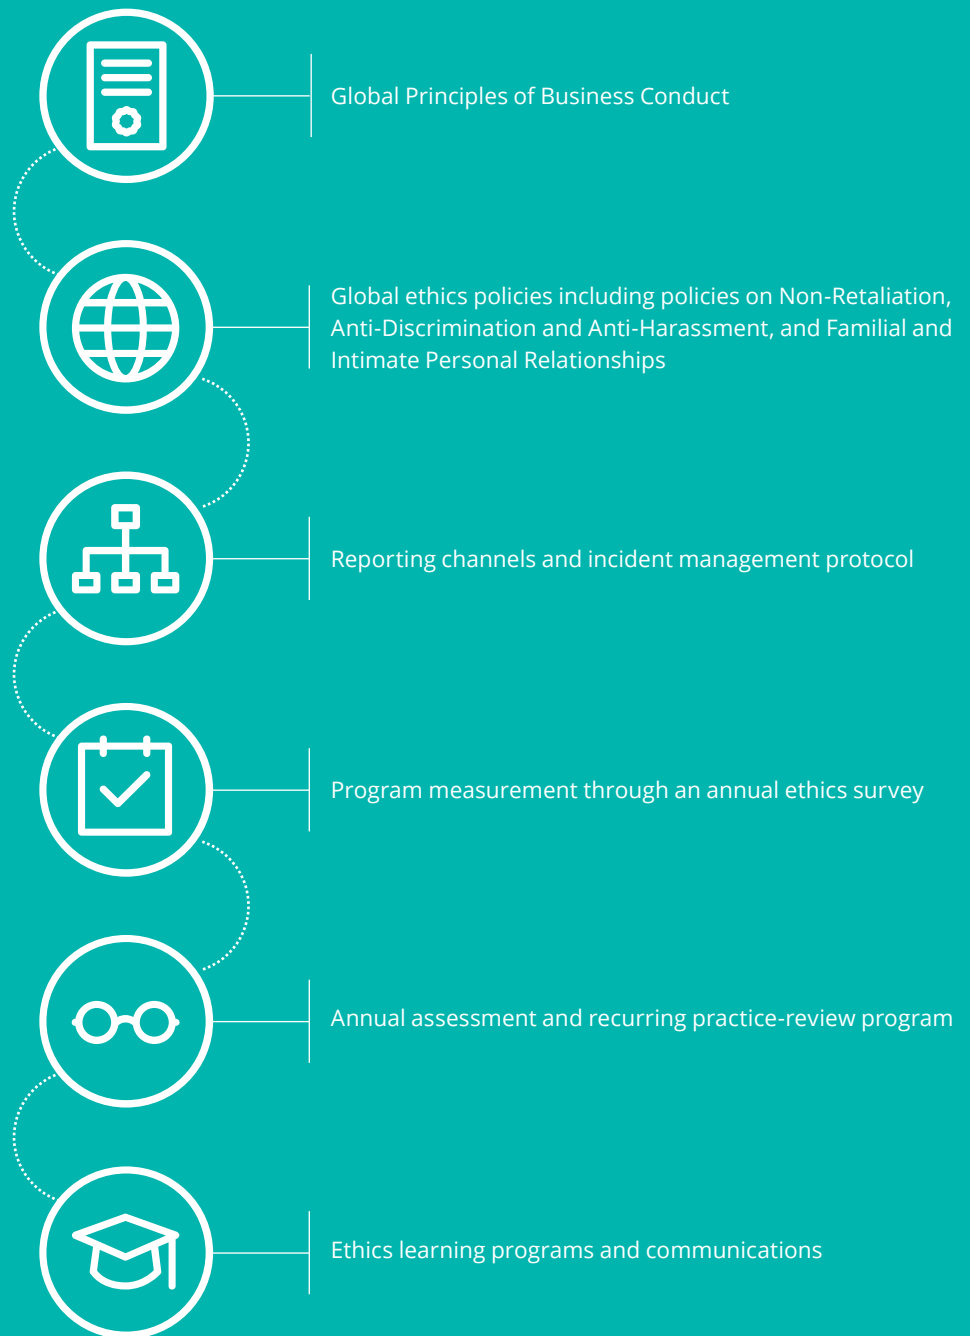 Global Principles of Business Conduct
Global ethics policies including policies on Non-Retaliation,
Anti-Discrimination and Anti-Harassment, and Familial and
Intimate Personal Relationships
Reporting channels and incident management protocol
Program measurement through an annual ethics survey
Annual assessment and recurring practice-review program
Ethics learning programs and communications